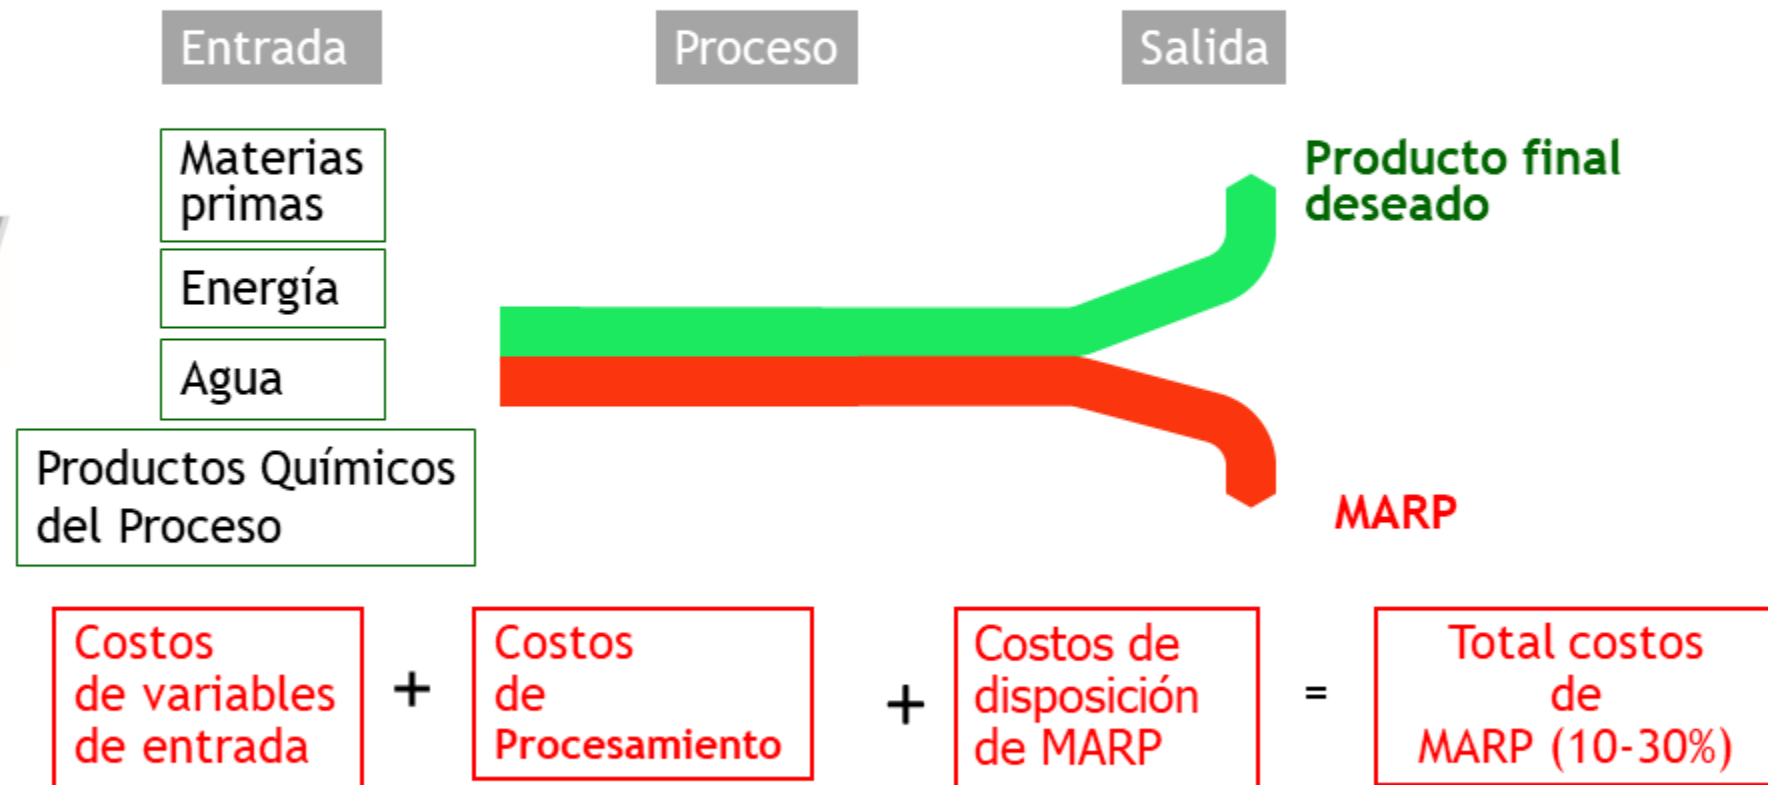 Entrada
Proceso
Salida
Materias
primas
Energía
Agua
Productos Químicos
del Proceso
Producto final
deseado
MARP
Costos
de variables
de entrada
+
Costos
de
Procesamiento
+
Costos de
disposición
de MARP
=
Total costos
de
MARP (10-30%)